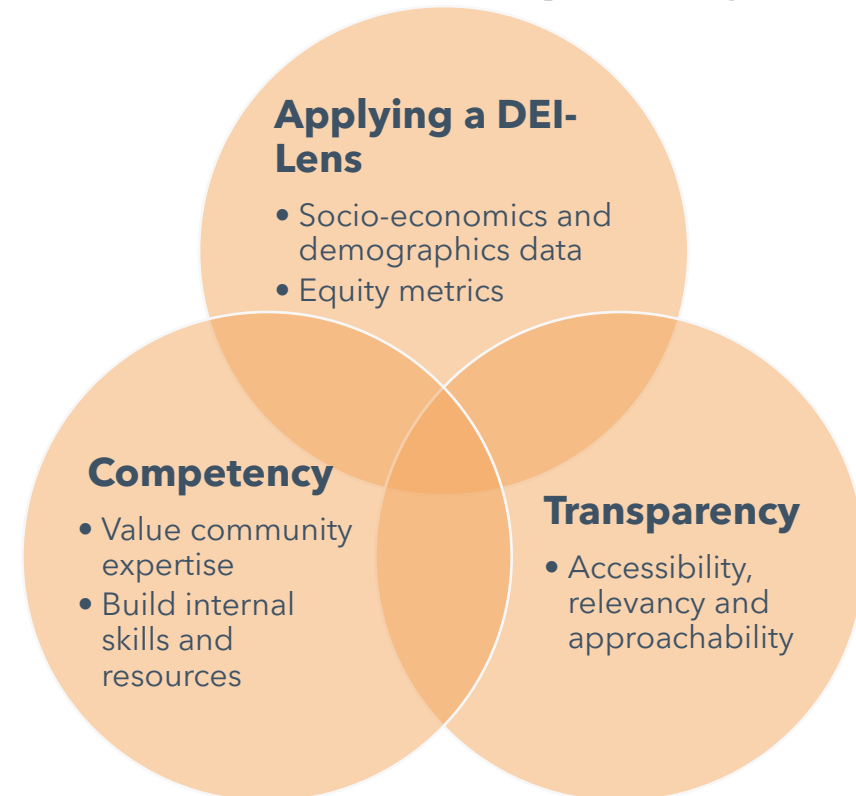 Applying a DEI-
Lens
• Socio-economics and
demographics data
• Equity metrics
Competency
• Value community
expertise
• Build internal
skills and
resources
Transparency
• Accessibility,
relevancy and
approachability